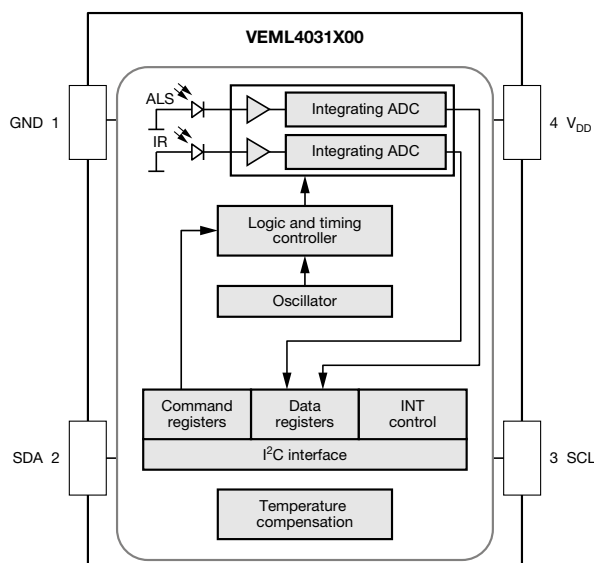 VEML4031X00
ALS
Integrating ADC
GND 1
4 VDD
IR
Integrating ADC
Logic and timing
controller
Oscillator
Command
registers
Data
registers
INT
control
SDA 2
I²C interface
3 SCL
Temperature
compensation